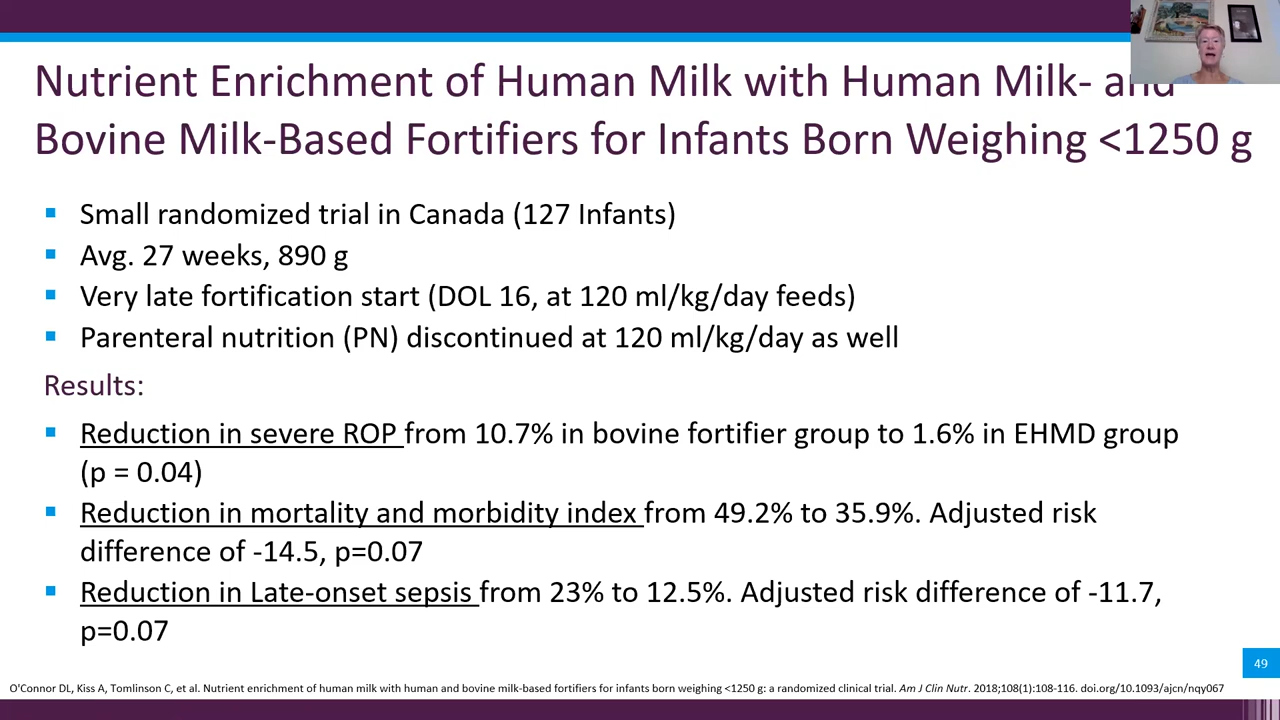 Nutrient Enrichment of Human Milk with Human Milk- and
Bovine Milk-Based Fortifiers for Infants Born Weighing <1250 g
Small randomized trial in Canada (127 Infants)
Avg. 27 weeks, 890 g
Very late fortification start (DOL 16, at 120 ml/kg/day feeds)
Parenteral nutrition (PN) discontinued at 120 ml/kg/day as well
Results:
Reduction in severe ROP from 10.7% in bovine fortifier group to 1.6% in EHMD group
(p = 0.04)
Reduction in mortality and morbidity index from 49.2% to 35.9%. Adjusted risk
difference of -14.5, p=0.07
Reduction in Late-onset sepsis from 23% to 12.5%. Adjusted risk difference of -11.7,
p=0.07
49
O'Connor DL, Kiss A, Tomlinson C, et al. Nutrient enrichment of human milk with human and bovine milk-based fortifiers for infants born weighing <1250 g: a randomized clinical trial. Am J Clin Nutr. 2018;108(1):108-116. doi.org/10.1093/ajcn/nqy067